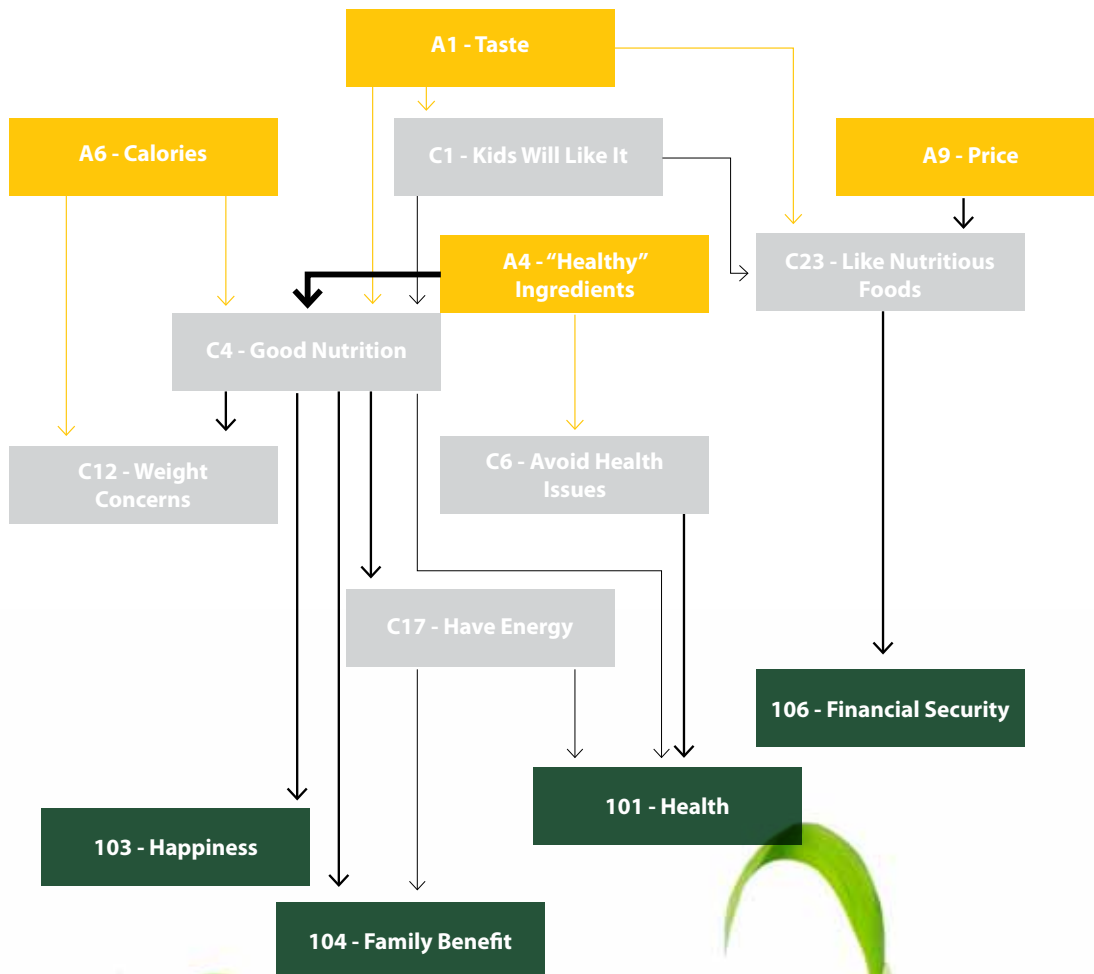 A1 - Taste
A6 - Calories
C1 - Kids Will Like It
A9 - Price
A4 - “Healthy”
Ingredients
C23 - Like Nutritious
Foods
C4 - Good Nutrition
C12 - Weight
Concerns
C6 - Avoid Health
Issues
C17 - Have Energy
106 - Financial Security
101 - Health
103 - Happiness
104 - Family Benefit